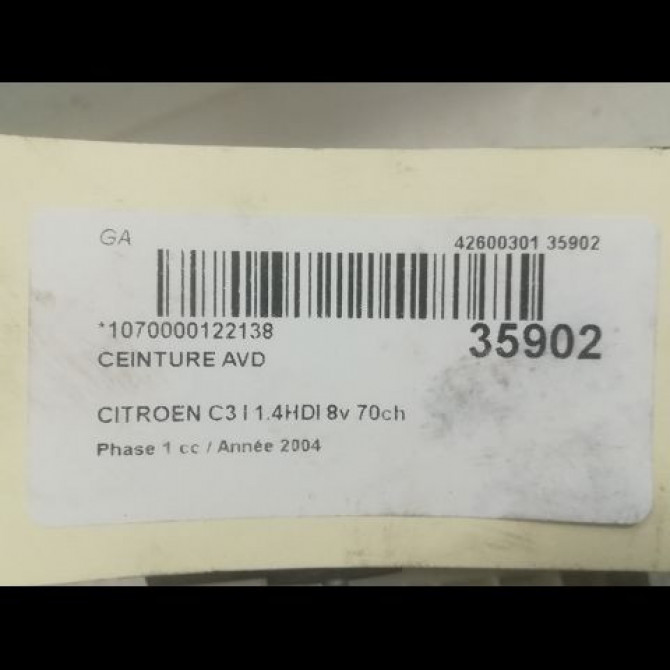 GA
42600301 35902
*1070000122138
35902
CEINTURE AVD
CITROEN C3 I 1.4HDI 8v 70ch
Phase 1 cc / Année 2004